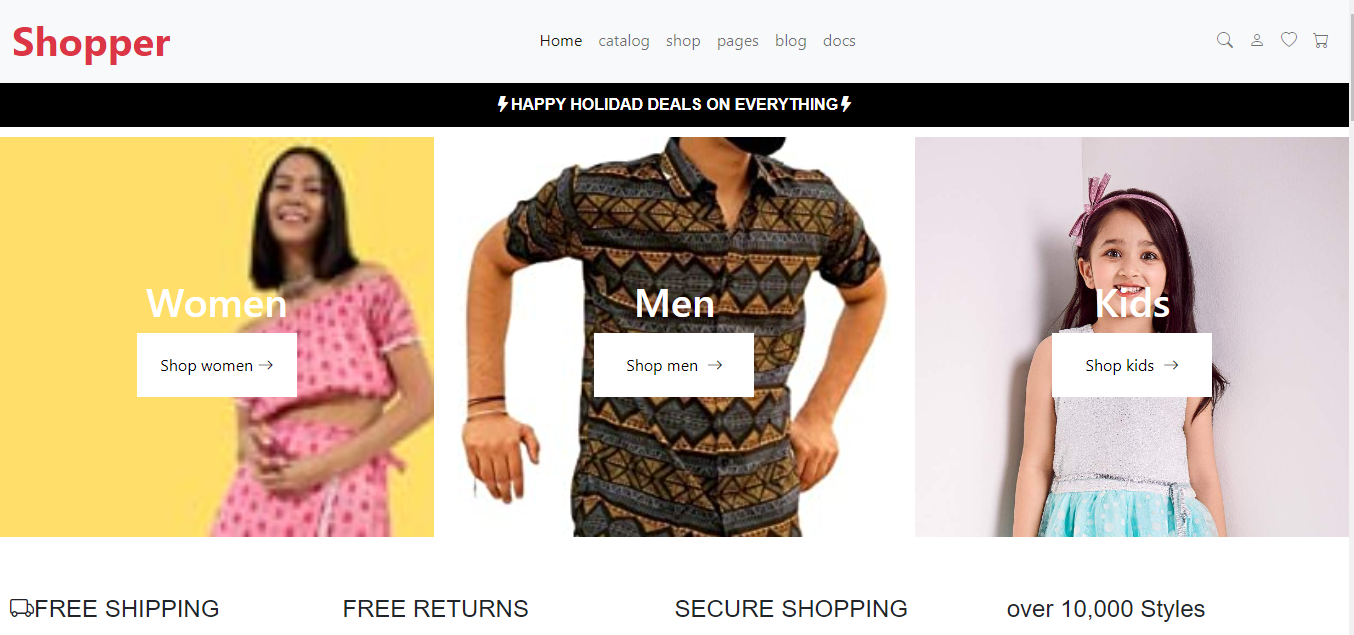 Shopper
Home catalog shop pages blog docs
HAPPY HOLIDAD DEALS ON EVERYTHING
Women
Shop women
Men
Shop men
Kids
Shop kids
FREE SHIPPING
FREE RETURNS
SECURE SHOPPING
over 10,000 Styles